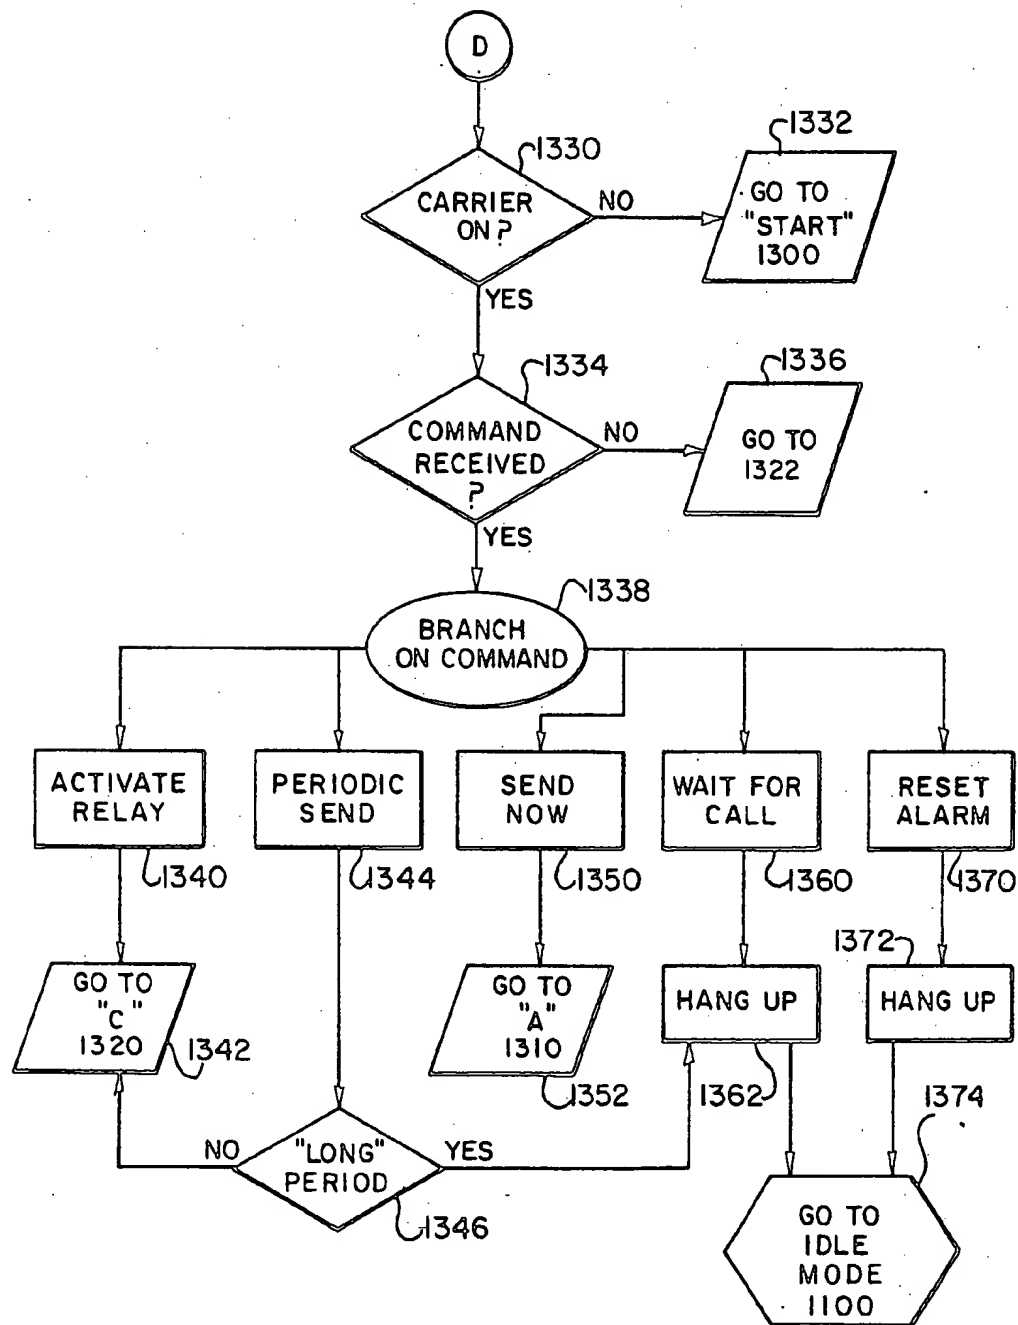 D
1330
CARRIER
ON?
NO
YES
1332
GO TO
"START"
1300
1334
COMMAND
RECEIVED
?
NO
YES
1336
GO TO
1322
1338
BRANCH
ON COMMAND
ACTIVATE
RELAY
1340
PERIODIC
SEND
1344
SEND
NOW
1350
WAIT FOR
CALL
1360
RESET
ALARM
1370
GO TO
"C"
1320
1342
GO TO
"A"
1310
1352
HANG UP
1362
1372
HANG UP
NO
"LONG"
PERIOD
YES
1346
1374
GO TO
IDLE
MODE
1100